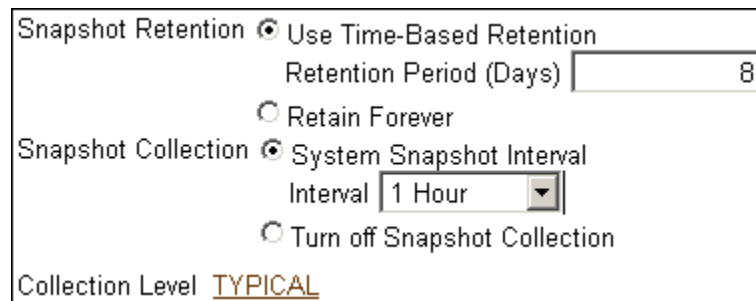 Snapshot Retention Use Time-Based Retention
Retention Period (Days) 8
Retain Forever
Snapshot Collection System Snapshot Interval
Interval 1 Hour
Turn off Snapshot Collection
Collection Level TYPICAL